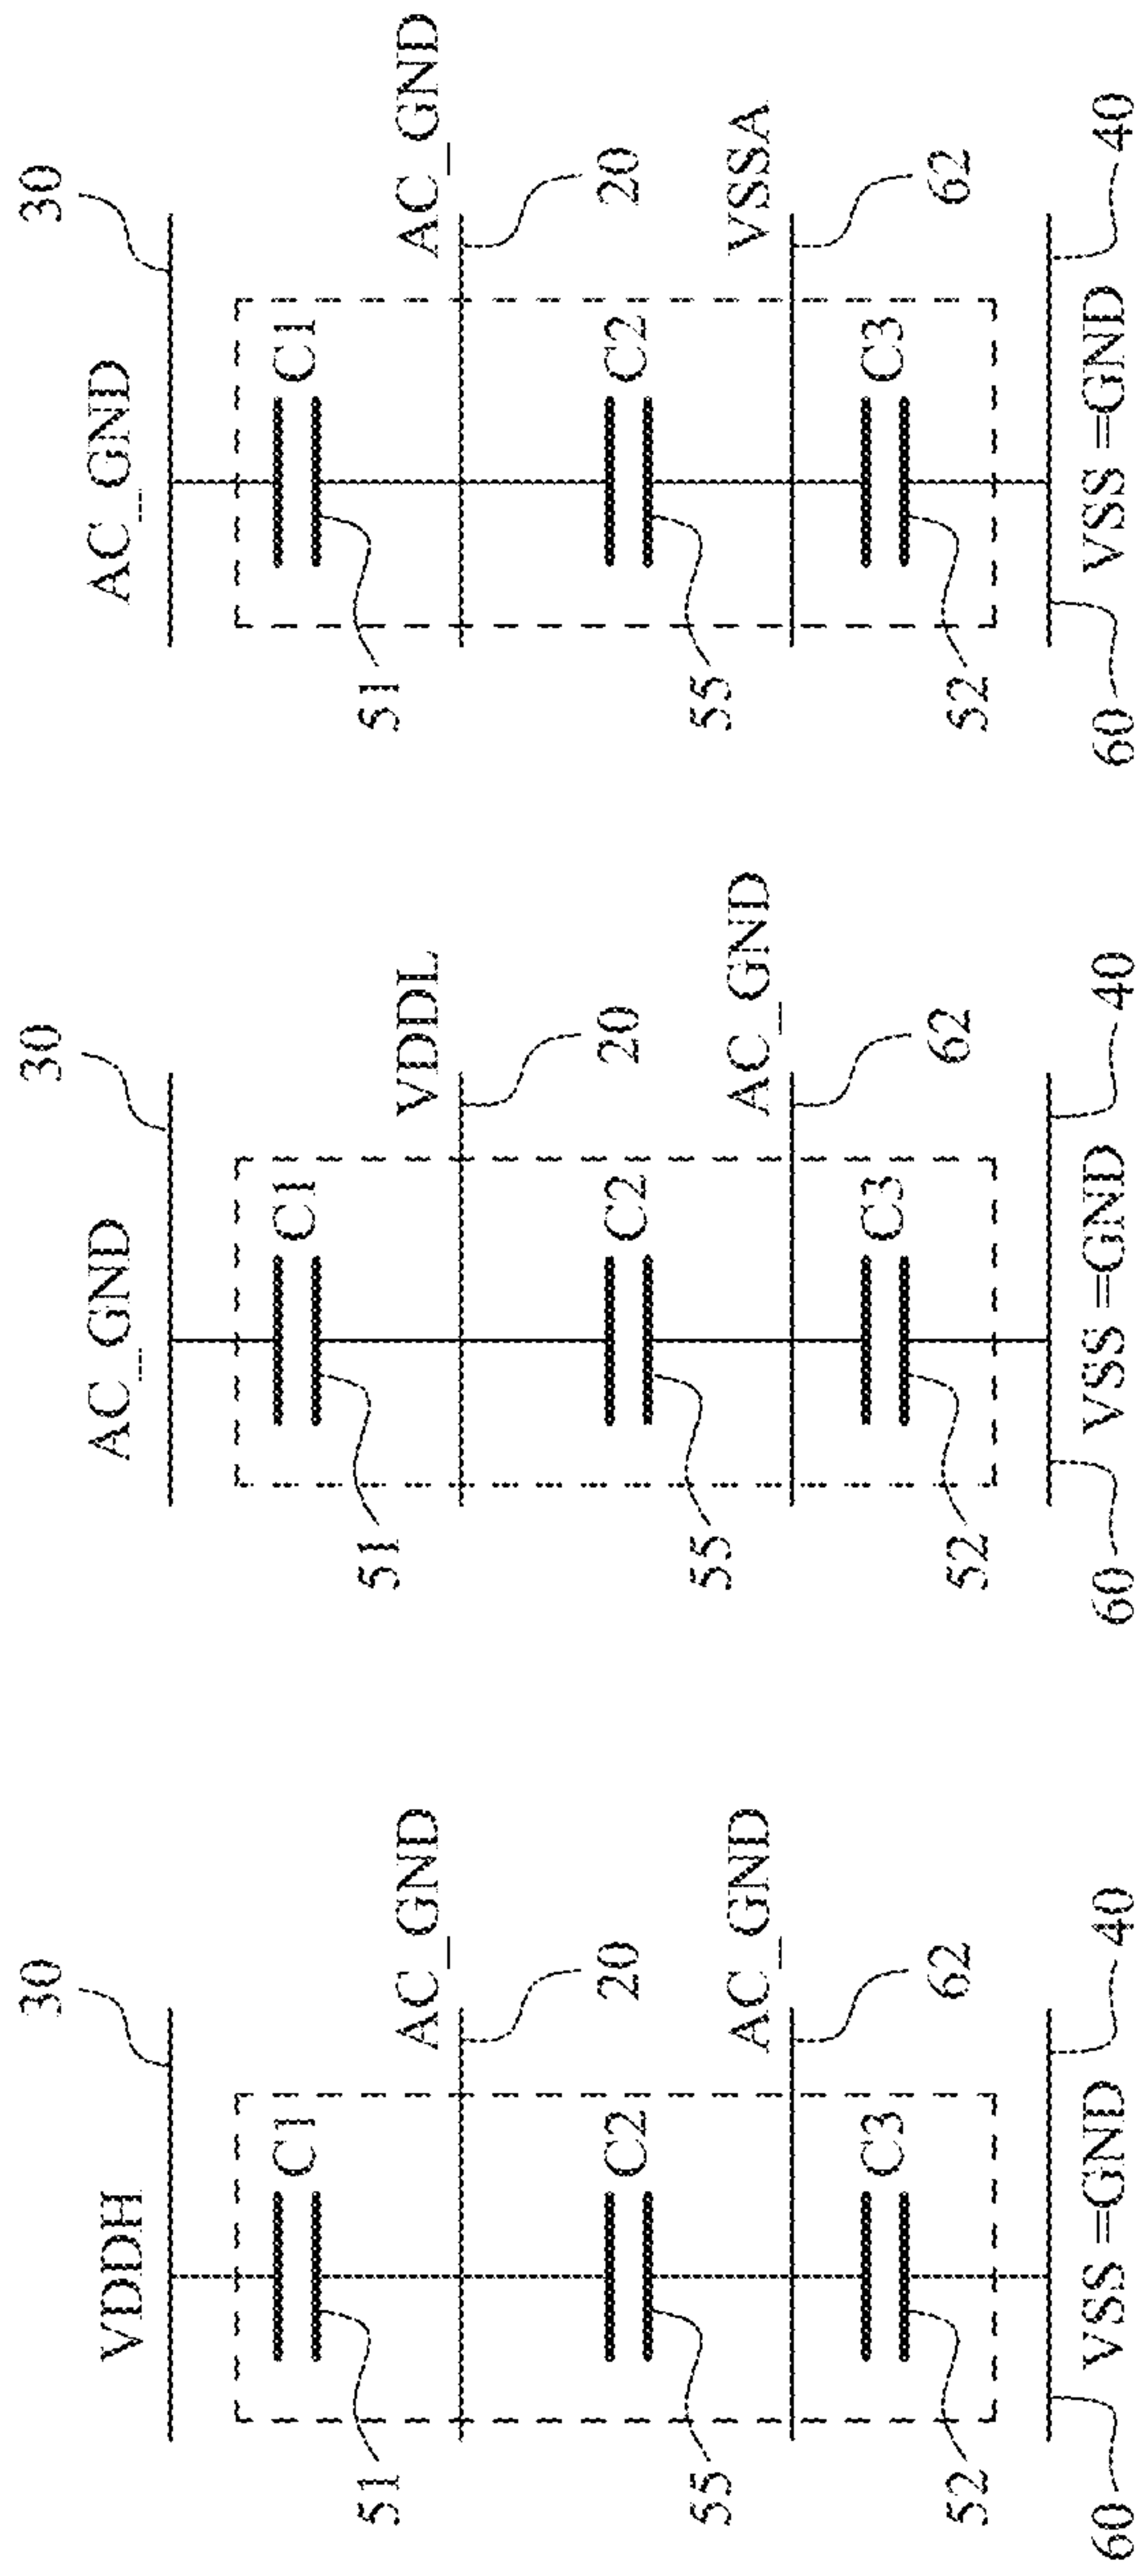 30
AC_GND
C1
AC_GND
51
20
C2
VSSA
55
62
C3
52
40
VSS =GND
60
30
AC_GND
C1
VDDL
51
20
C2
AC_GND
55
62
C3
52
40
VSS =GND
60
30
VDDH
C1
AC_GND
51
20
C2
AC_GND
55
62
C3
52
40
VSS =GND
60